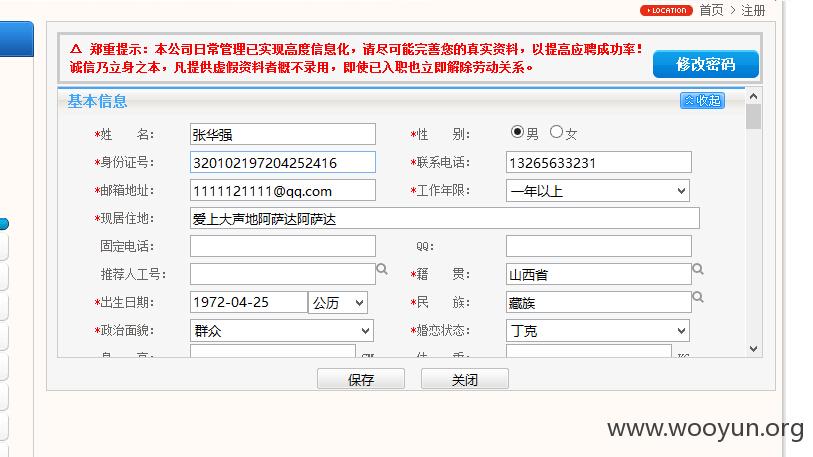 LOCATION 首页 > 注册
郑重提示：本公司日常管理已实现高度信息化，请尽可能完善您的真实资料，以提高应聘成功率！
诚信乃立身之本，凡提供虚假资料者概不录用，即使已入职也立即解除劳动关系。
修改密码
基本信息 收起
*姓 名： 张华强 *性 别： 男 女
*身份证号： 320102197204252416 *联系电话： 13265633231
*邮箱地址： 1111121111@qq.com *工作年限： 一年以上
*现居住地： 爱上大声地阿萨达阿萨达
固定电话： QQ：
推荐人工号： *籍 贯： 山西省
*出生日期： 1972-04-25 公历 *民 族： 藏族
*政治面貌： 群众 *婚恋状态： 丁克
保存 关闭
www.wooyun.org